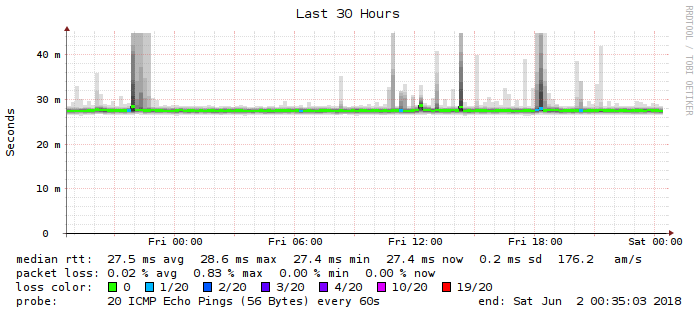 Last 30 Hours
RRDTOOL / TOBI OETIKER
Seconds
40 m
30 m
20 m
10 m
0
Fri 00:00 Fri 06:00 Fri 12:00 Fri 18:00 Sat 00:00
median rtt: 27.5 ms avg 28.6 ms max 27.4 ms min 27.4 ms now 0.2 ms sd 176.2 am/s
packet loss: 0.02 % avg 0.83 % max 0.00 % min 0.00 % now
loss color: 0 1/20 2/20 3/20 4/20 10/20 19/20
probe: 20 ICMP Echo Pings (56 Bytes) every 60s end: Sat Jun 2 00:35:03 2018